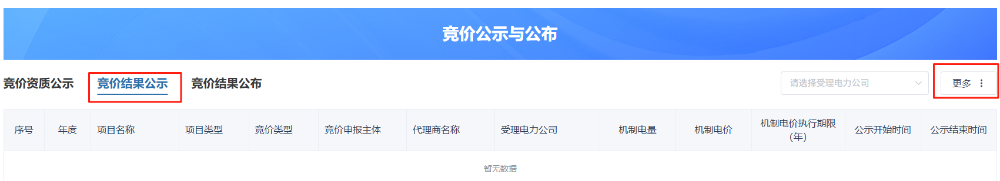 竞价公示与公布
竞价资质公示 竞价结果公示 竞价结果公布 请选择受理电力公司 更多
序号 年度 项目名称 项目类型 竞价类型 竞价申报主体 代理商名称 受理电力公司 机制电量 机制电价 机制电价执行期限（年） 公示开始时间 公示结束时间
暂无数据